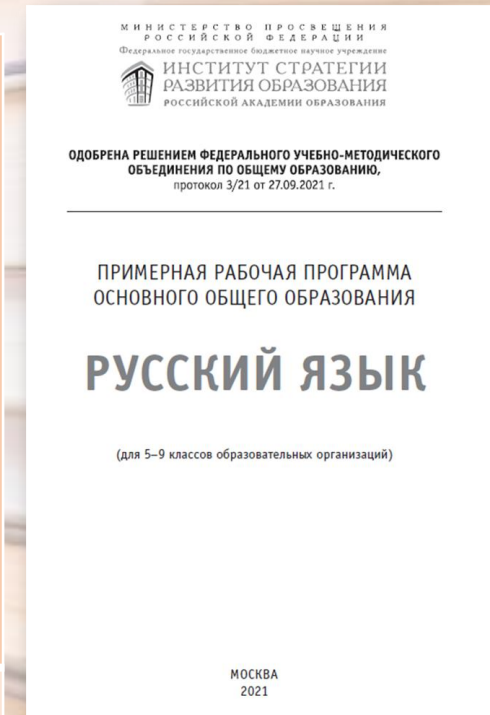 МИНИСТЕРСТВО ПРОСВЕЩЕНИЯ
РОССИЙСКОЙ ФЕДЕРАЦИИ
Федеральное государственное бюджетное научное учреждение
ИНСТИТУТ СТРАТЕГИИ
РАЗВИТИЯ ОБРАЗОВАНИЯ
РОССИЙСКОЙ АКАДЕМИИ ОБРАЗОВАНИЯ
ОДОБРЕНА РЕШЕНИЕМ ФЕДЕРАЛЬНОГО УЧЕБНО-МЕТОДИЧЕСКОГО
ОБЪЕДИНЕНИЯ ПО ОБЩЕМУ ОБРАЗОВАНИЮ,
протокол 3/21 от 27.09.2021 г.
ПРИМЕРНАЯ РАБОЧАЯ ПРОГРАММА
ОСНОВНОГО ОБЩЕГО ОБРАЗОВАНИЯ
РУССКИЙ ЯЗЫК
(для 5–9 классов образовательных организаций)
МОСКВА
2021